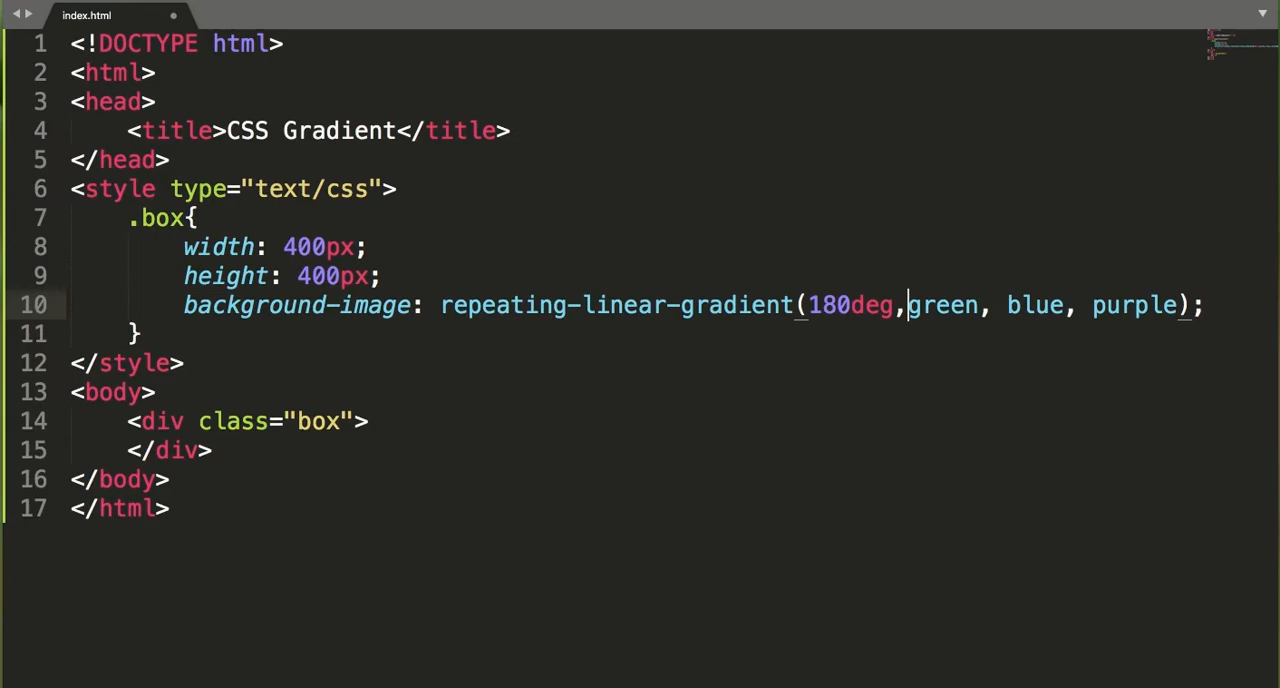 index.html
1 <!DOCTYPE html>
2 <html>
3 <head>
4     <title>CSS Gradient</title>
5 </head>
6 <style type="text/css">
7     .box{
8         width: 400px;
9         height: 400px;
10         background-image: repeating-linear-gradient(180deg,green, blue, purple);
11     }
12 </style>
13 <body>
14     <div class="box">
15     </div>
16 </body>
17 </html>